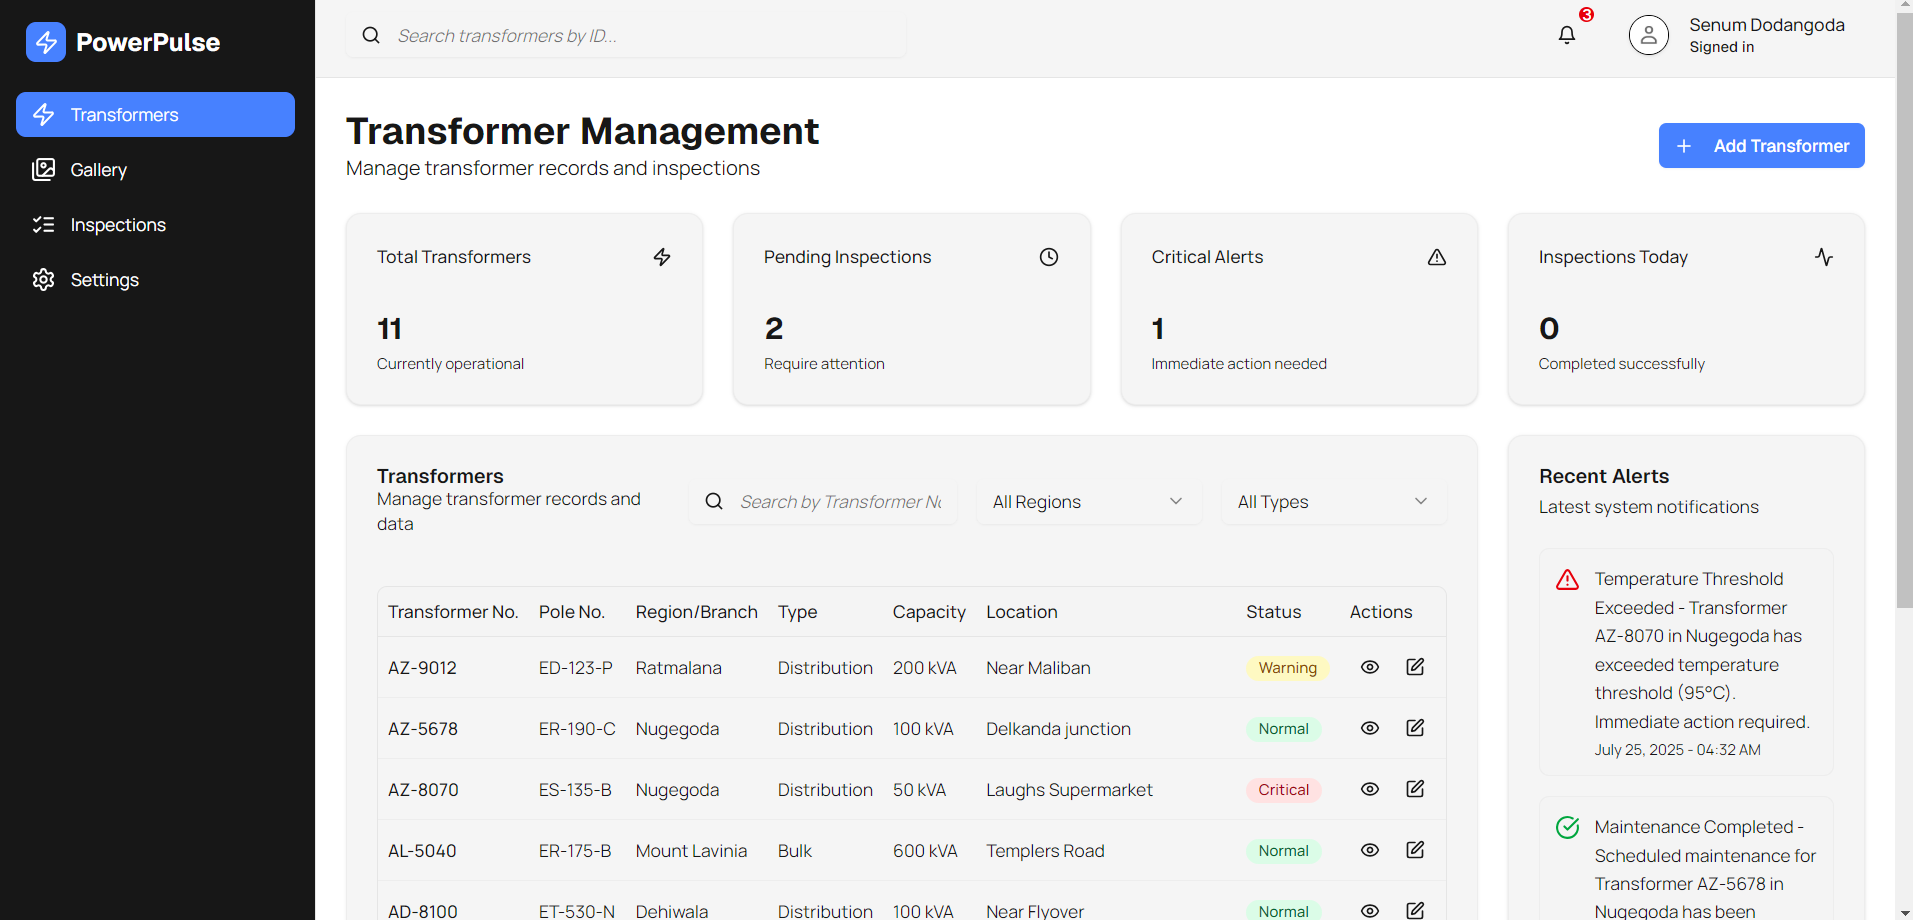 PowerPulse
Transformers
Gallery
Inspections
Settings
Search transformers by ID...
3
Senum Dodangoda
Signed in
Transformer Management
Manage transformer records and inspections
Add Transformer
Total Transformers
11
Currently operational
Pending Inspections
2
Require attention
Critical Alerts
1
Immediate action needed
Inspections Today
0
Completed successfully
Transformers
Manage transformer records and
data
Search by Transformer No
All Regions
All Types
Transformer No. Pole No. Region/Branch Type Capacity Location Status Actions
AZ-9012 ED-123-P Ratmalana Distribution 200 kVA Near Maliban Warning
AZ-5678 ER-190-C Nugegoda Distribution 100 kVA Delkanda junction Normal
AZ-8070 ES-135-B Nugegoda Distribution 50 kVA Laughs Supermarket Critical
AL-5040 ER-175-B Mount Lavinia Bulk 600 kVA Templers Road Normal
AD-8100 ET-530-N Dehiwala Distribution 100 kVA Near Flyover Normal
Recent Alerts
Latest system notifications
Temperature Threshold
Exceeded - Transformer
AZ-8070 in Nugegoda has
exceeded temperature
threshold (95°C).
Immediate action required.
July 25, 2025 - 04:32 AM
Maintenance Completed -
Scheduled maintenance for
Transformer AZ-5678 in
Nugegoda has been